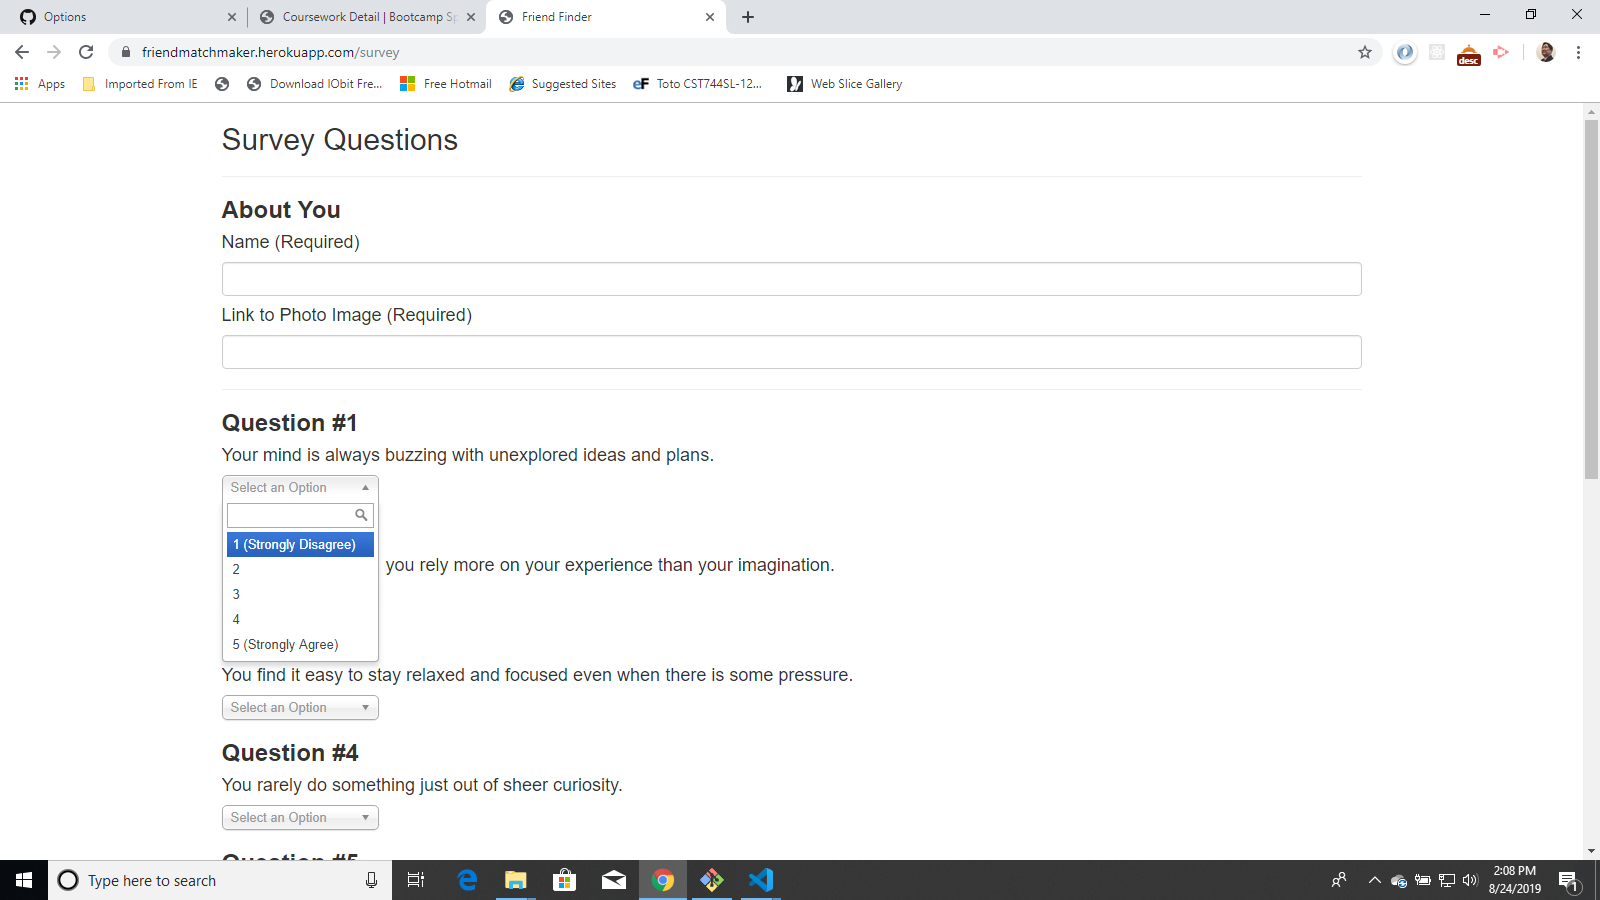 Options
Coursework Detail | Bootcamp Sp
Friend Finder
friendmatchmaker.herokuapp.com/survey
desc
Apps
Imported From IE
Download IObit Fre...
Free Hotmail
Suggested Sites
eF
Toto CST744SL-12...
Web Slice Gallery
Survey Questions
About You
Name (Required)
Link to Photo Image (Required)
Question #1
Your mind is always buzzing with unexplored ideas and plans.
Select an Option
1 (Strongly Disagree)
2
you rely more on your experience than your imagination.
3
4
5 (Strongly Agree)
You find it easy to stay relaxed and focused even when there is some pressure.
Select an Option
Question #4
You rarely do something just out of sheer curiosity.
Select an Option
Question #5
Type here to search
2:08 PM
8/24/2019
1